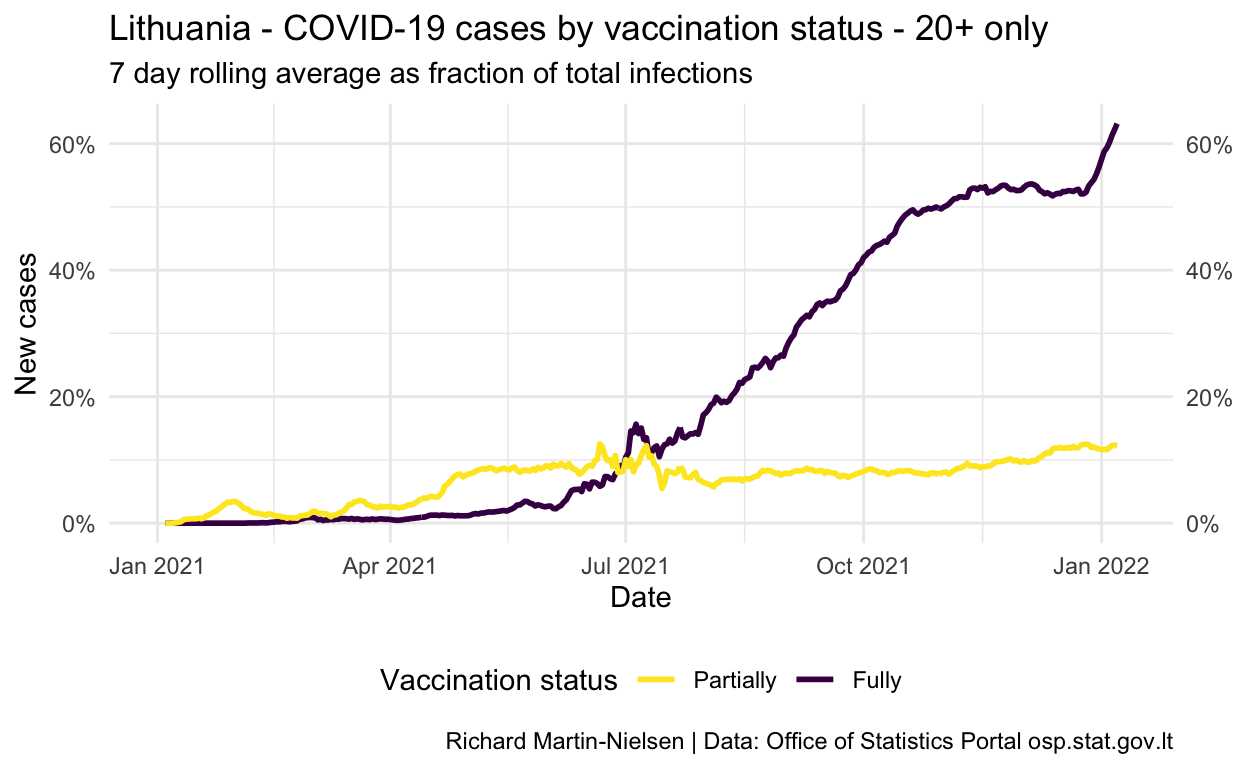 Lithuania - COVID-19 cases by vaccination status - 20+ only
7 day rolling average as fraction of total infections
60% 60%
40% 40%
20% 20%
0% 0%
New cases
Jan 2021 Apr 2021 Jul 2021 Oct 2021 Jan 2022
Date
Vaccination status Partially Fully
Richard Martin-Nielsen | Data: Office of Statistics Portal osp.stat.gov.lt